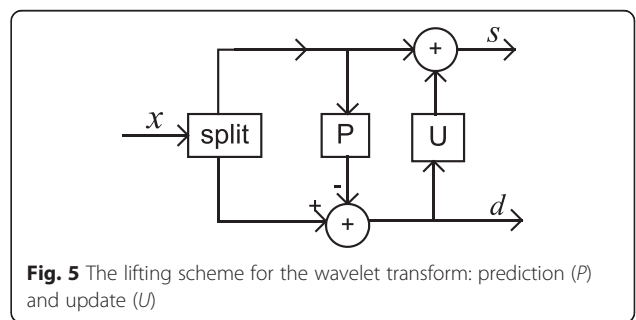 s
+
x
split
P
U
-
+
+
d
Fig. 5 The lifting scheme for the wavelet transform: prediction (P)
and update (U)